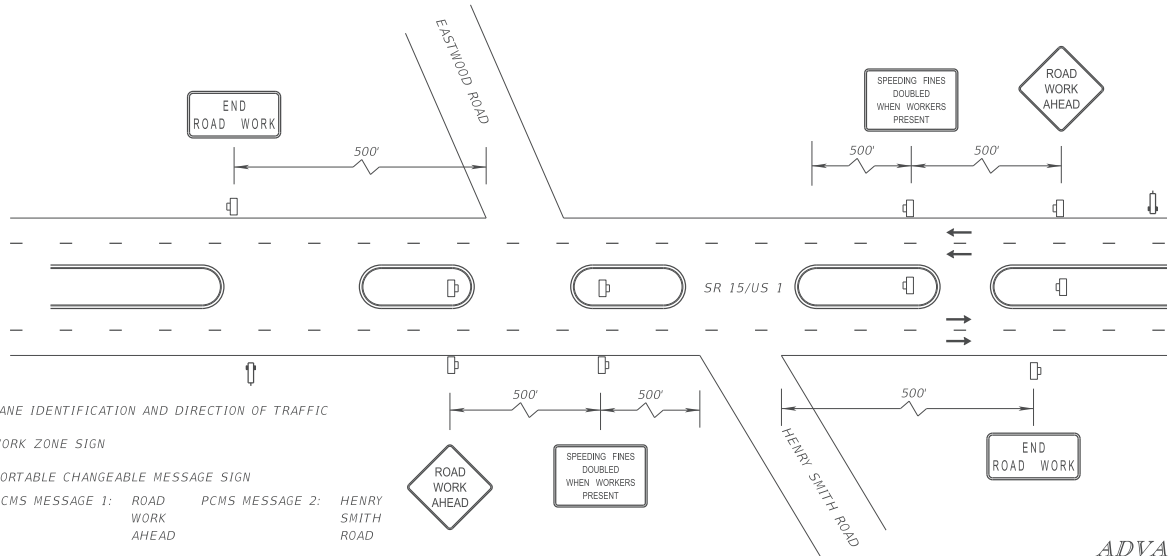 EASTWOOD ROAD
END
ROAD WORK
500'
SPEEDING FINES
DOUBLED
WHEN WORKERS
PRESENT
ROAD
WORK
AHEAD
500'
500'
SR 15/US 1
500'
500'
500'
ANE IDENTIFICATION AND DIRECTION OF TRAFFIC
ORK ZONE SIGN
ORTABLE CHANGEABLE MESSAGE SIGN
CMS MESSAGE 1: ROAD PCMS MESSAGE 2: HENRY
WORK SMITH
AHEAD ROAD
ROAD
WORK
AHEAD
SPEEDING FINES
DOUBLED
WHEN WORKERS
PRESENT
HENRY SMITH ROAD
END
ROAD WORK
ADVA